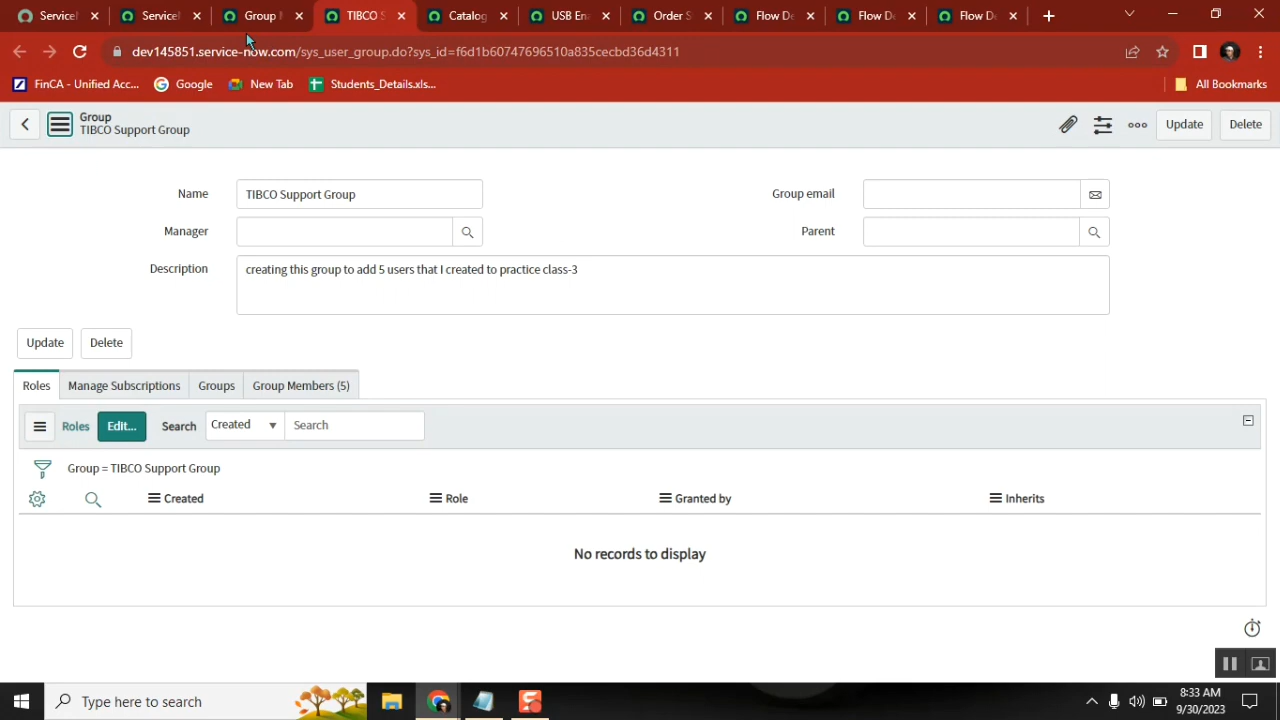 Servicel
Servicel
Group
TIBCO S
Catalog
USB En
Order S
Flow De
Flow De
Flow De
dev145851.service-now.com/sys_user_group.do?sys_id=f6d1b60747696510a835cecbd36d4311
FinCA - Unified Acc...
Google
New Tab
Students_Details.xls...
All Bookmarks
Group
TIBCO Support Group
Update
Delete
Name
TIBCO Support Group
Group email
Manager
Parent
Description
creating this group to add 5 users that I created to practice class-3
Update
Delete
Roles
Manage Subscriptions
Groups
Group Members (5)
Roles
Edit...
Search
Created
Search
Group = TIBCO Support Group
Created
Role
Granted by
Inherits
No records to display
Type here to search
8:33 AM
9/30/2023